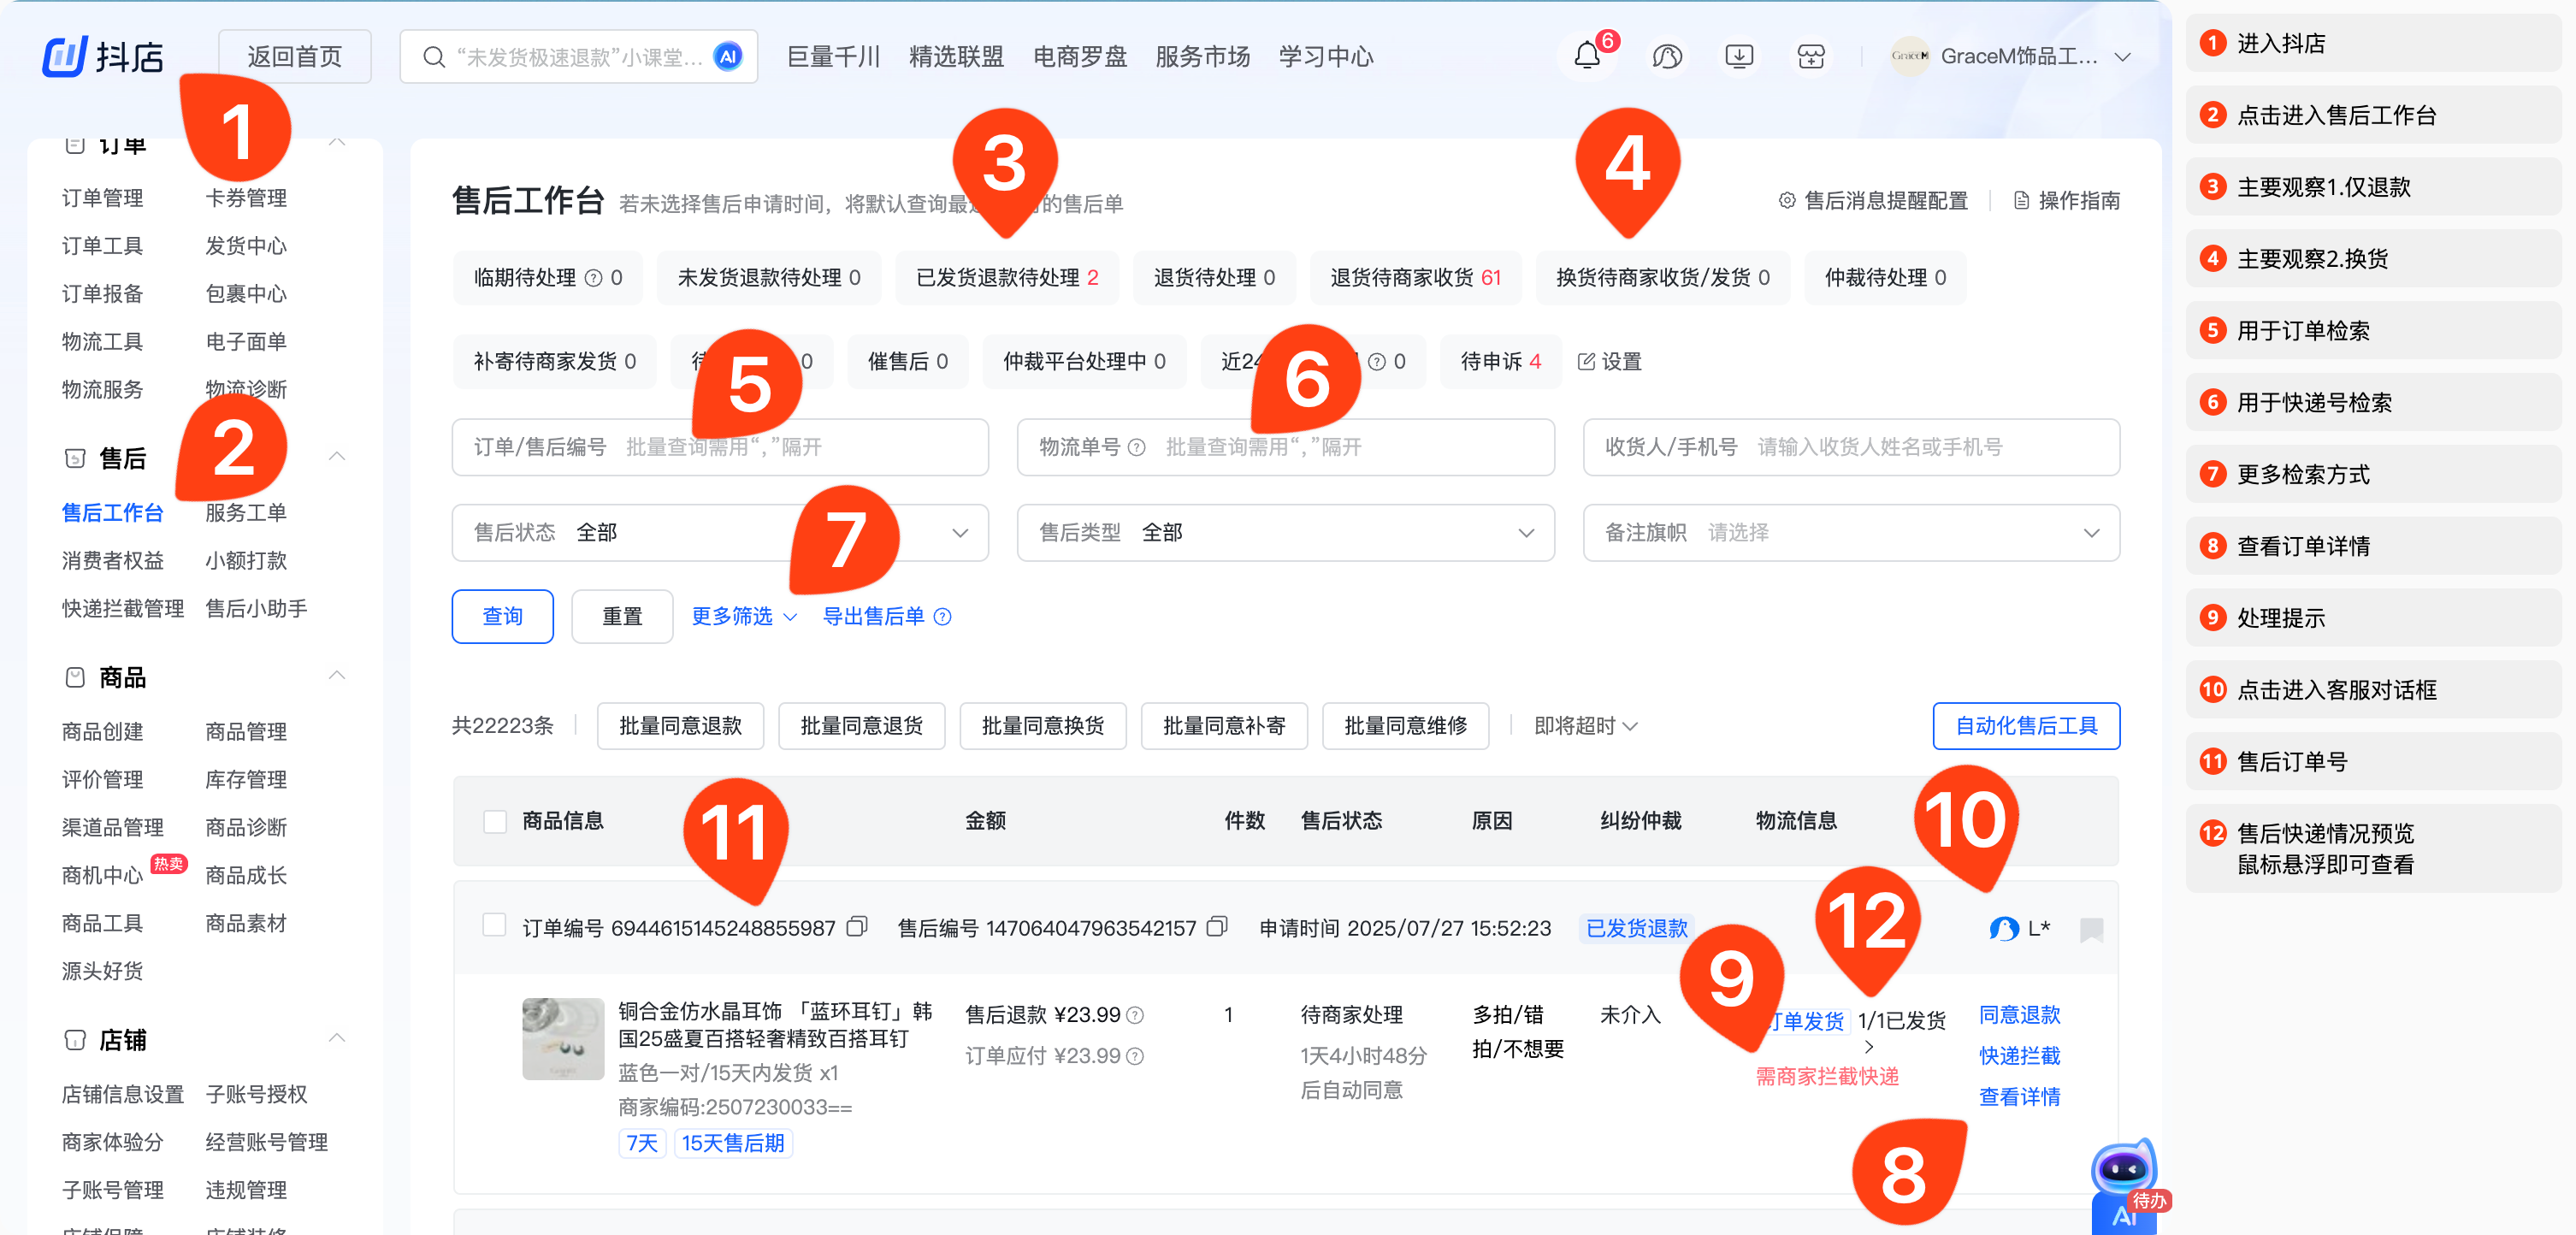 抖店
返回首页
“未发货极速退款”小课堂...
AI
巨量千川
精选联盟
电商罗盘
服务市场
学习中心
6
GraceM
GraceM饰品工...
1
订单
订单管理
卡券管理
订单工具
发货中心
订单报备
包裹中心
物流工具
电子面单
物流服务
物流诊断
2
售后
售后工作台
服务工单
消费者权益
小额打款
快递拦截管理
售后小助手
商品
商品创建
商品管理
评价管理
库存管理
渠道品管理
商品诊断
商机中心
热卖
商品成长
商品工具
商品素材
源头好货
店铺
店铺信息设置
子账号授权
商家体验分
经营账号管理
子账号管理
违规管理
店铺保障
店铺装修
3
4
售后工作台
若未选择售后申请时间，将默认查询最近
的售后单
售后消息提醒配置
操作指南
临期待处理 0
未发货退款待处理 0
已发货退款待处理 2
退货待处理 0
退货待商家收货 61
换货待商家收货/发货 0
仲裁待处理 0
补寄待商家发货 0
待
0
催售后 0
仲裁平台处理中 0
近24
0
待申诉 4
设置
5
6
订单/售后编号 批量查询需用“，”隔开
物流单号 批量查询需用“，”隔开
收货人/手机号 请输入收货人姓名或手机号
售后状态 全部
7
售后类型 全部
备注旗帜 请选择
查询
重置
更多筛选
导出售后单
共22223条
批量同意退款
批量同意退货
批量同意换货
批量同意补寄
批量同意维修
即将超时
自动化售后工具
商品信息
11
金额
件数
售后状态
原因
纠纷仲裁
物流信息
10
订单编号 6944615145248855987
售后编号 147064047963542157
申请时间 2025/07/27 15:52:23
已发货退款
12
L*
9
铜合金仿水晶耳饰 「蓝环耳钉」韩
国25盛夏百搭轻奢精致百搭耳钉
蓝色一对/15天内发货 x1
商家编码:2507230033==
7天
15天售后期
售后退款 ¥23.99
订单应付 ¥23.99
1
待商家处理
1天4小时48分
后自动同意
多拍/错
拍/不想要
未介入
订单发货
1/1已发货
需商家拦截快递
同意退款
快递拦截
查看详情
8
待办
AI
1 进入抖店
2 点击进入售后工作台
3 主要观察1.仅退款
4 主要观察2.换货
5 用于订单检索
6 用于快递号检索
7 更多检索方式
8 查看订单详情
9 处理提示
10 点击进入客服对话框
11 售后订单号
12 售后快递情况预览
鼠标悬浮即可查看